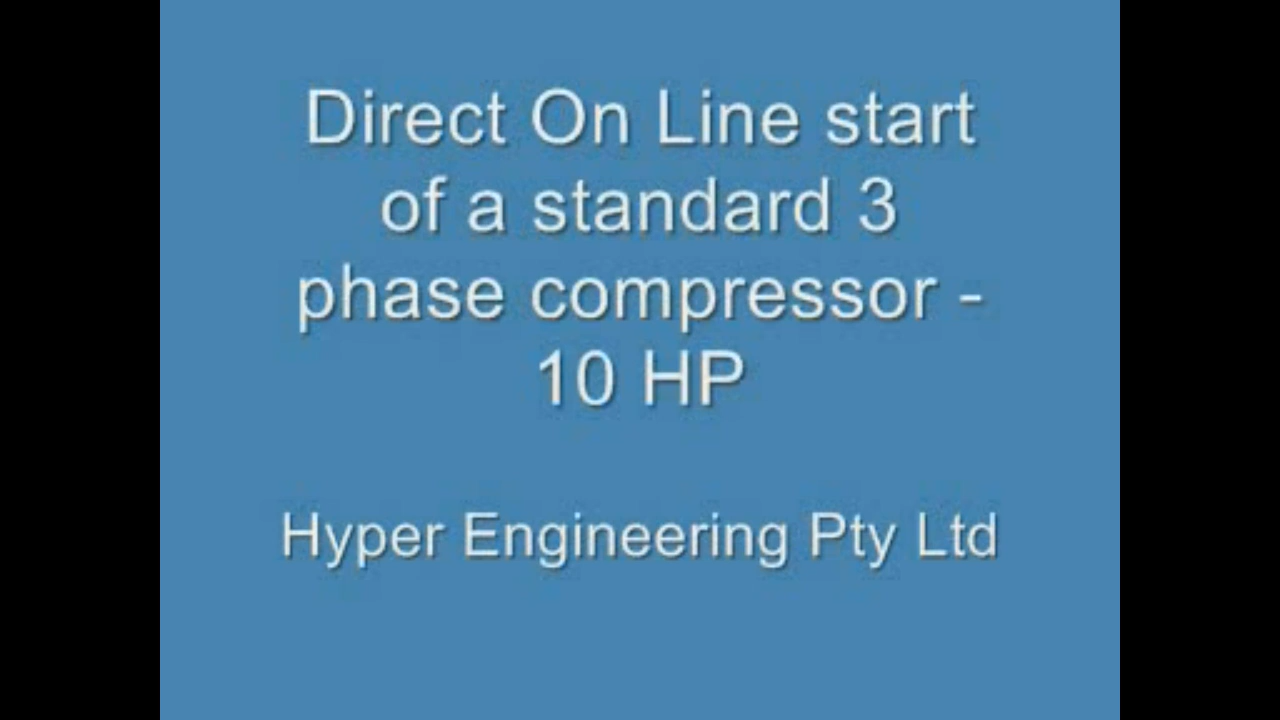 Direct On Line start
of a standard 3
phase compressor -
10 HP
Hyper Engineering Pty Ltd